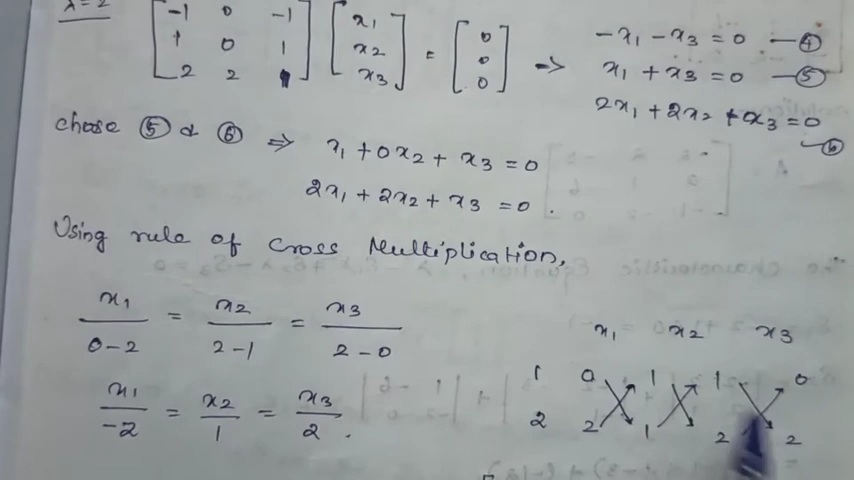 λ=2
[ -1 0 -1 ] [ x1 ] [ 0 ] -x1 - x3 = 0 —④
[ 1 0 1 ] [ x2 ] = [ 0 ] => x1 + x3 = 0 —⑤
[ 2 2 1 ] [ x3 ] [ 0 ] 2x1 + 2x2 + x3 = 0 —⑥
chose ⑤ & ⑥ => x1 + 0x2 + x3 = 0
2x1 + 2x2 + x3 = 0.
Using rule of Cross Multiplication,
x1/0-2 = x2/2-1 = x3/2-0
x1/-2 = x2/1 = x3/2.
x1 x2 x3
1 0 1 1 0
2 2 1 2 2